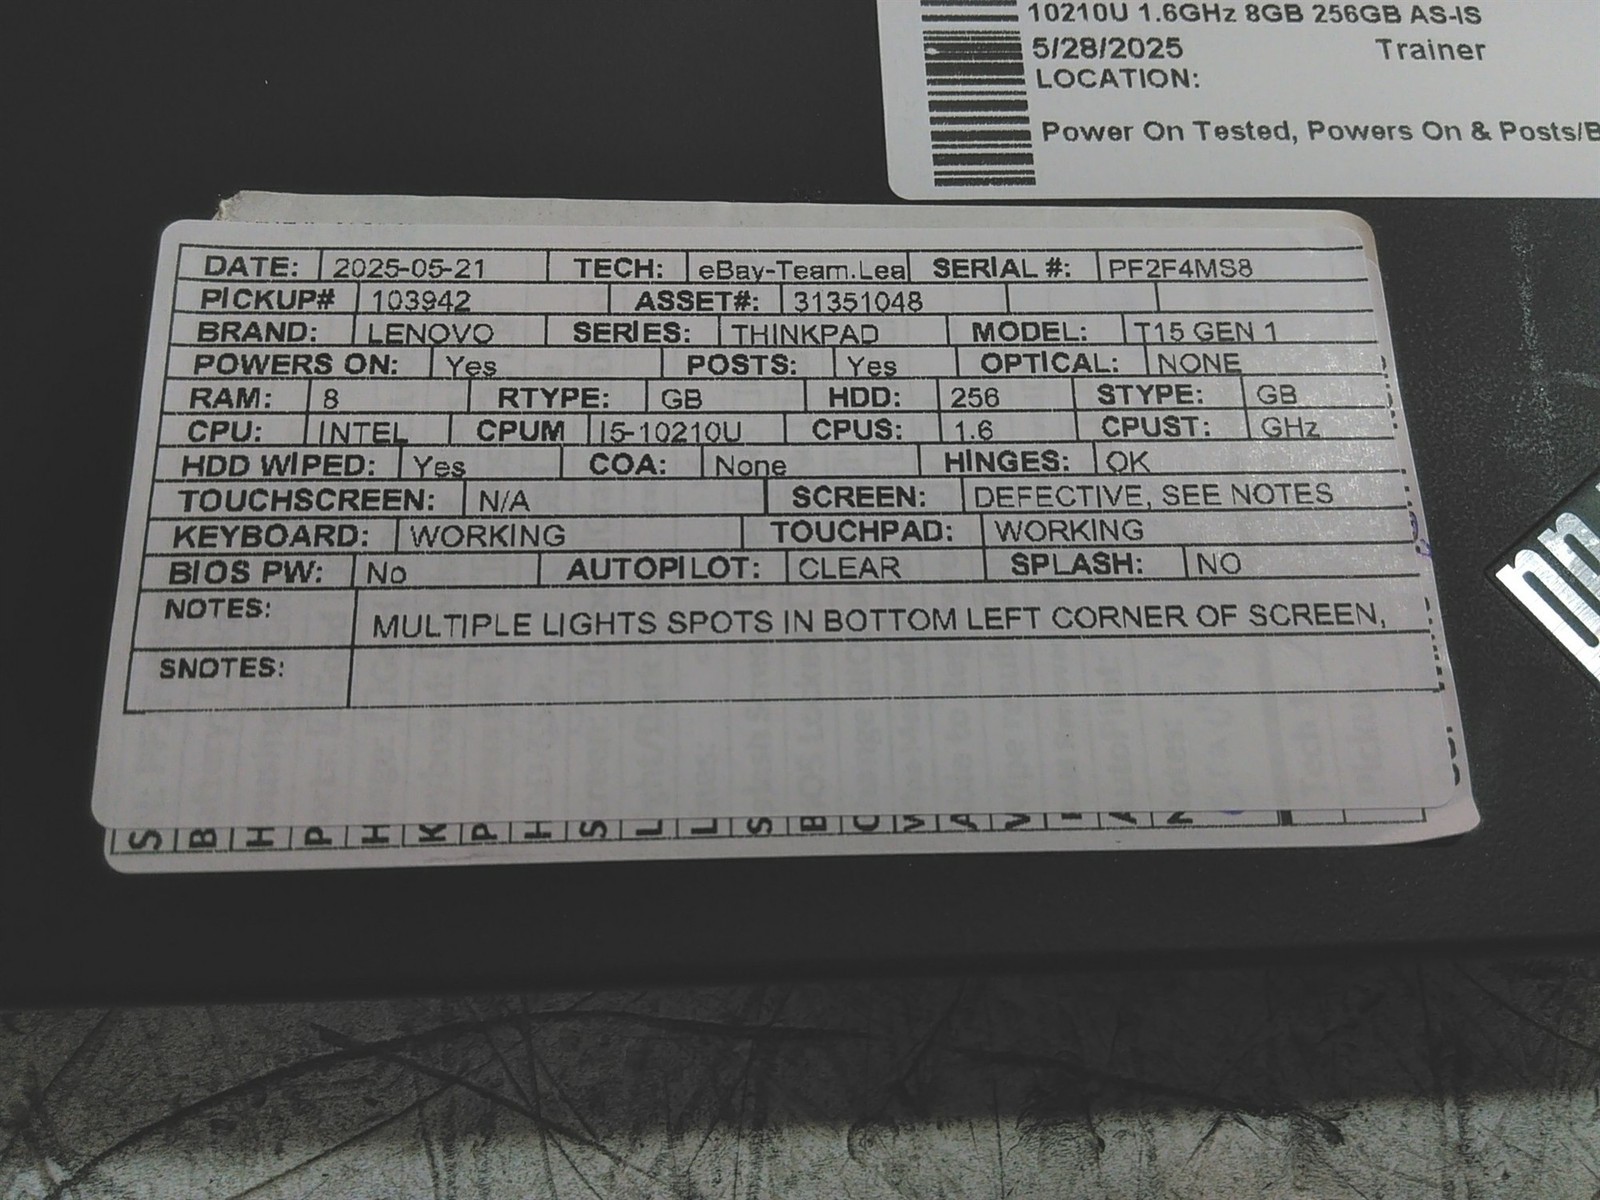 10210U 1.6GHz 8GB 256GB AS-IS
5/28/2025 Trainer
LOCATION:
Power On Tested, Powers On & Posts/B
DATE: 2025-05-21 TECH: eBay-Team.Lea SERIAL #: PF2F4MS8
PICKUP# 103942 ASSET#: 31351048
BRAND: LENOVO SERIES: THINKPAD MODEL: T15 GEN 1
POWERS ON: Yes POSTS: Yes OPTICAL: NONE
RAM: 8 RTYPE: GB HDD: 256 STYPE: GB
CPU: INTEL CPUM I5-10210U CPUS: 1.6 CPUST: GHz
HDD WIPED: Yes COA: None HINGES: OK
TOUCHSCREEN: N/A SCREEN: DEFECTIVE, SEE NOTES
KEYBOARD: WORKING TOUCHPAD: WORKING
BIOS PW: No AUTOPILOT: CLEAR SPLASH: NO
NOTES: MULTIPLE LIGHTS SPOTS IN BOTTOM LEFT CORNER OF SCREEN,
SNOTES: